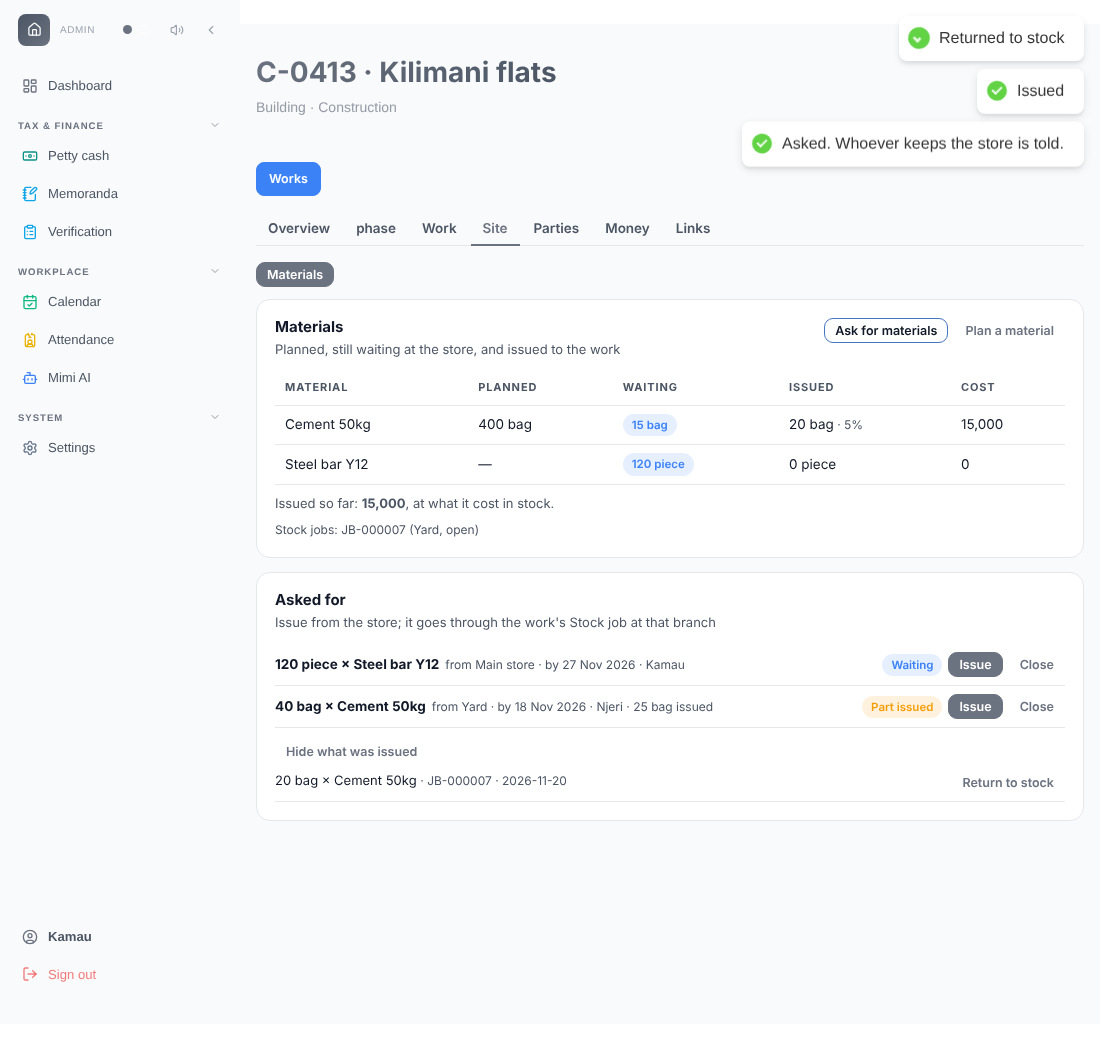 ADMIN
Dashboard
TAX & FINANCE
Petty cash
Memoranda
Verification
WORKPLACE
Calendar
Attendance
Mimi AI
SYSTEM
Settings
Kamau
Sign out
Returned to stock
Issued
Asked. Whoever keeps the store is told.
C-0413 · Kilimani flats
Building · Construction
Works
Overview phase Work Site Parties Money Links
Materials
Materials
Planned, still waiting at the store, and issued to the work
Ask for materials Plan a material
MATERIAL PLANNED WAITING ISSUED COST
Cement 50kg 400 bag 15 bag 20 bag · 5% 15,000
Steel bar Y12 — 120 piece 0 piece 0
Issued so far: 15,000, at what it cost in stock.
Stock jobs: JB-000007 (Yard, open)
Asked for
Issue from the store; it goes through the work's Stock job at that branch
120 piece × Steel bar Y12 from Main store · by 27 Nov 2026 · Kamau Waiting Issue Close
40 bag × Cement 50kg from Yard · by 18 Nov 2026 · Njeri · 25 bag issued Part issued Issue Close
Hide what was issued
20 bag × Cement 50kg · JB-000007 · 2026-11-20 Return to stock